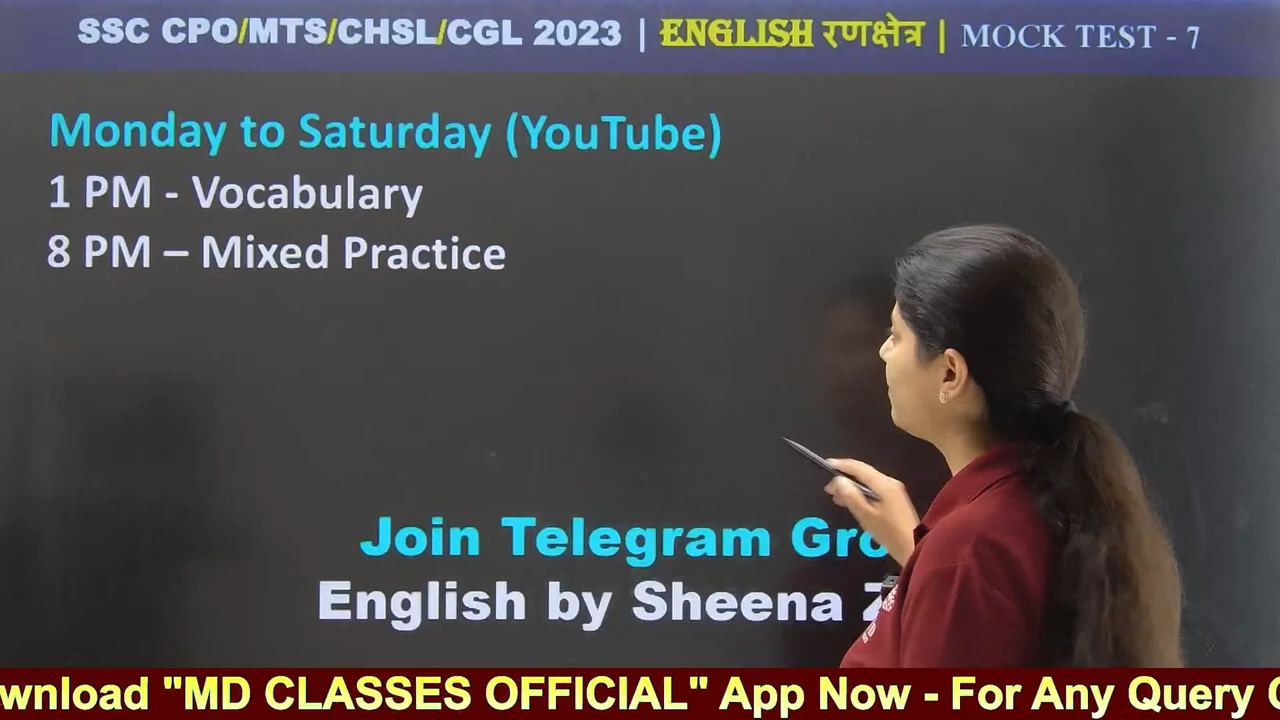 SSC CPO/MTS/CHSL/CGL 2023 | ENGLISH रणक्षेत्र | MOCK TEST - 7
Monday to Saturday (YouTube)
1 PM - Vocabulary
8 PM – Mixed Practice
Join Telegram Gro
English by Sheena
wnload "MD CLASSES OFFICIAL" App Now - For Any Query